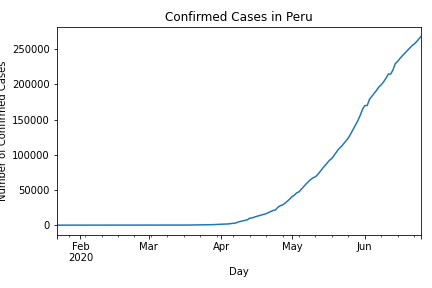 Confirmed Cases in Peru
Number of Confirmed Cases
250000
200000
150000
100000
50000
0
Feb
2020
Mar
Apr
May
Jun
Day